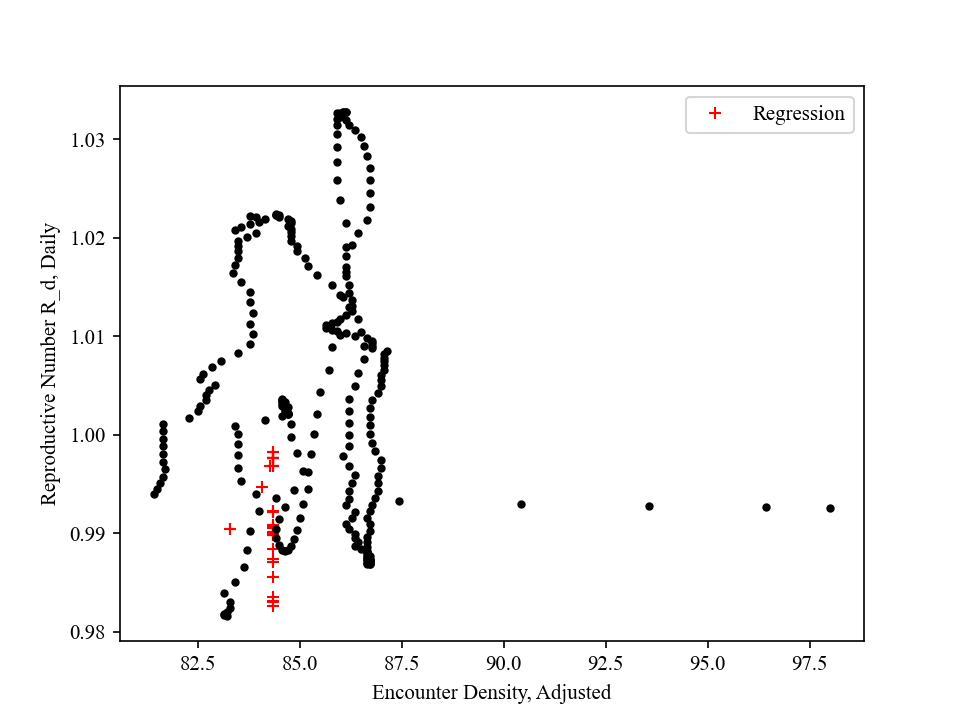 Regression
1.03
1.02
1.01
1.00
0.99
0.98
Reproductive Number R_d, Daily
82.5 85.0 87.5 90.0 92.5 95.0 97.5
Encounter Density, Adjusted